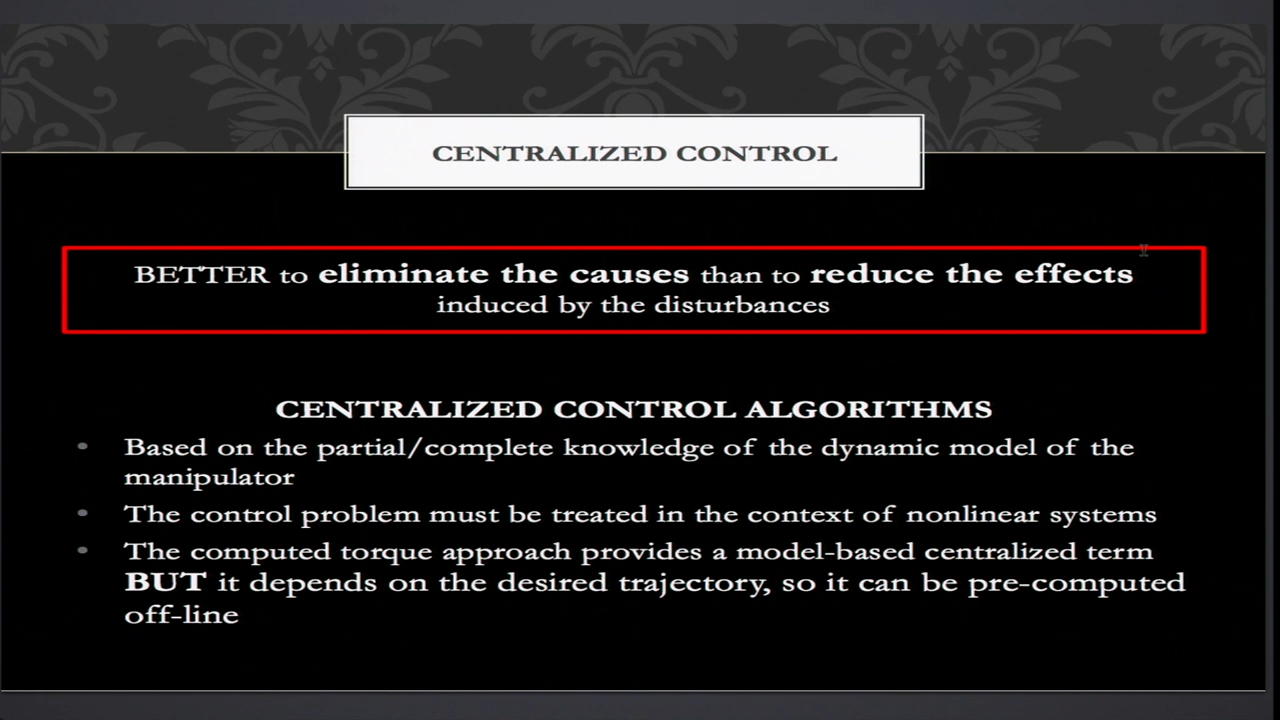 CENTRALIZED CONTROL
BETTER to eliminate the causes than to reduce the effects
induced by the disturbances
CENTRALIZED CONTROL ALGORITHMS
• Based on the partial/complete knowledge of the dynamic model of the
manipulator
• The control problem must be treated in the context of nonlinear systems
• The computed torque approach provides a model-based centralized term
BUT it depends on the desired trajectory, so it can be pre-computed
off-line